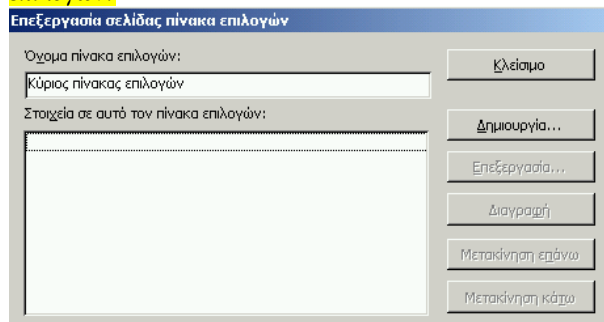 Επεξεργασία σελίδας πίνακα επιλογών
Όνομα πίνακα επιλογών:
Κλείσιμο
Κύριος πίνακας επιλογών
Στοιχεία σε αυτό τον πίνακα επιλογών:
Δημιουργία...
Επεξεργασία...
Διαγραφή
Μετακίνηση επάνω
Μετακίνηση κάτω